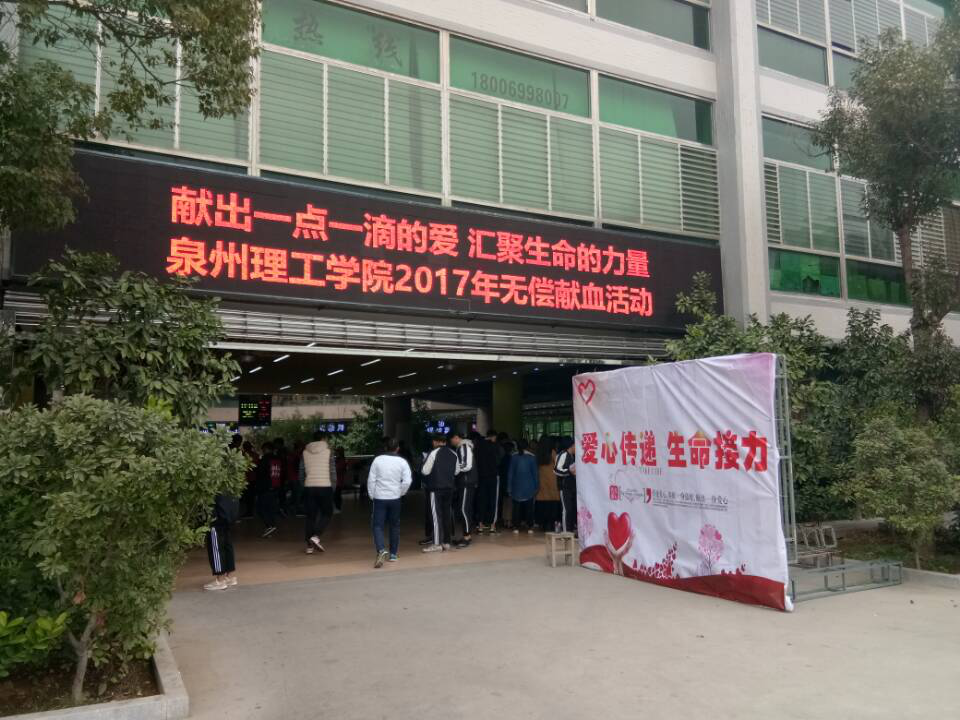 热线
18006998007
献出一点一滴的爱 汇聚生命的力量
泉州理工学院2017年无偿献血活动
爱心传递 生命接力